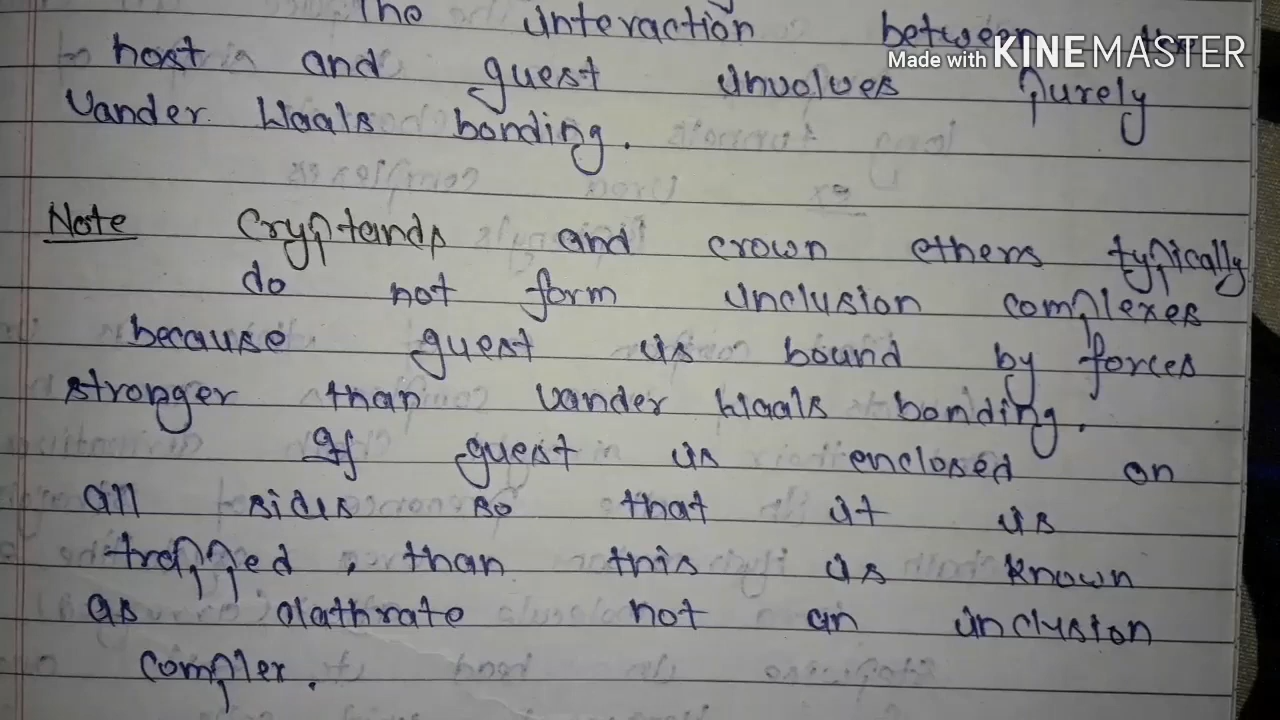 The interaction between the
Made with KINEMASTER
host and guest involves purely
Vander Waals bonding.
Note Cryptands and crown ethers typically
do not form inclusion complexes
because guest is bound by forces
stronger than vander Waals bonding.
If guest is enclosed on
all sides so that it is
trapped, than this is known
as clathrate not an inclusion
complex.